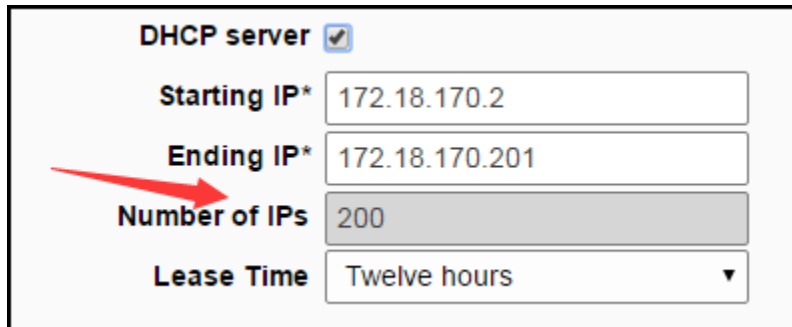 DHCP server
Starting IP* 172.18.170.2
Ending IP* 172.18.170.201
Number of IPs 200
Lease Time Twelve hours